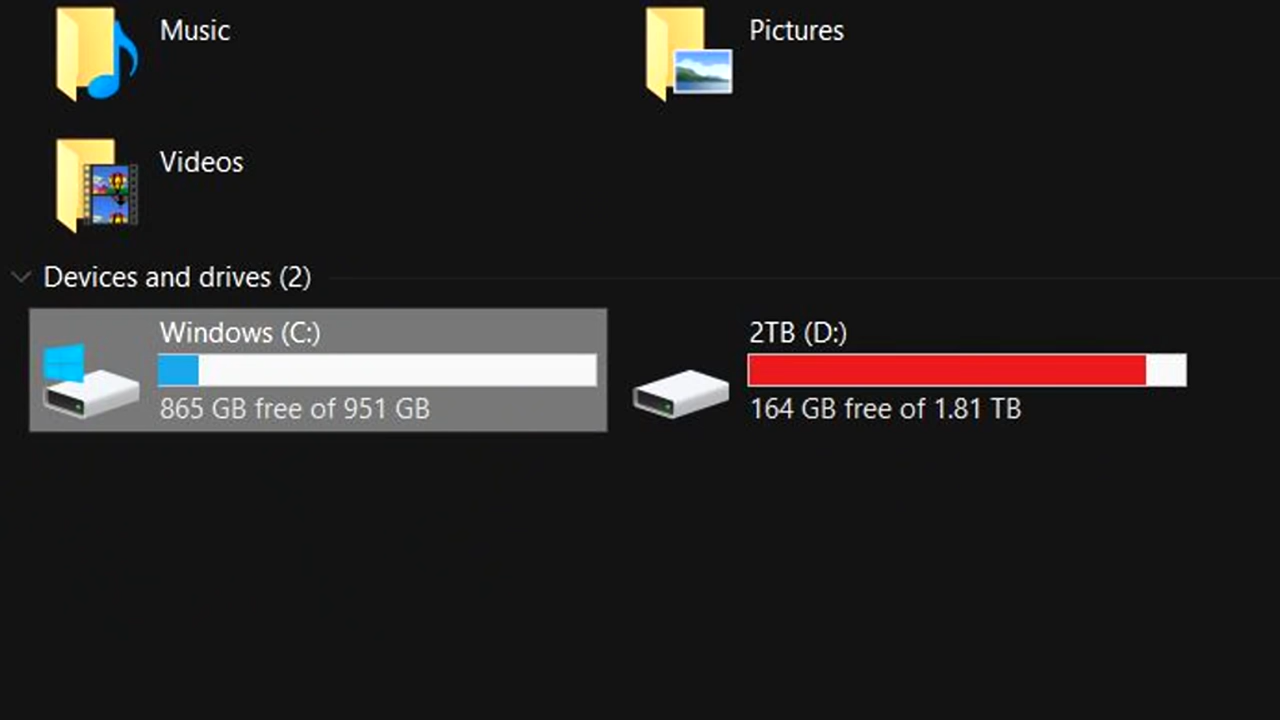 Music
Pictures
Videos
Devices and drives (2)
Windows (C:)
865 GB free of 951 GB
2TB (D:)
164 GB free of 1.81 TB